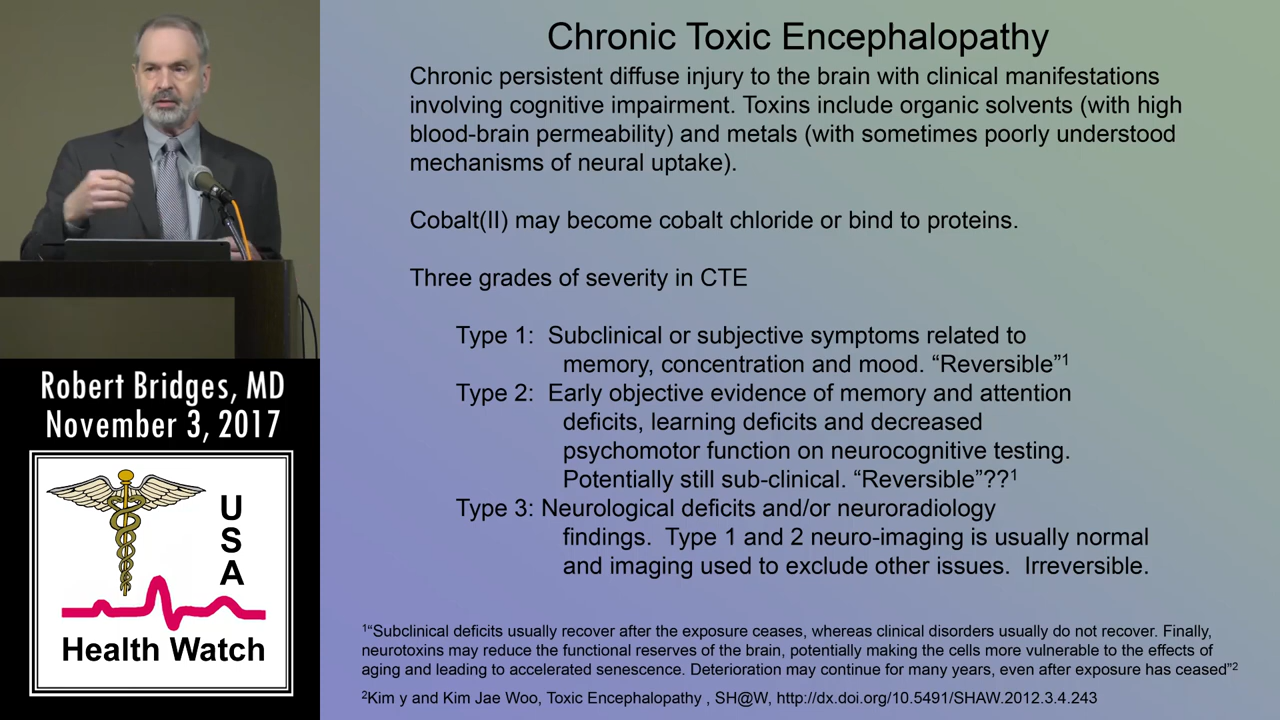 Chronic Toxic Encephalopathy
Chronic persistent diffuse injury to the brain with clinical manifestations
involving cognitive impairment. Toxins include organic solvents (with high
blood-brain permeability) and metals (with sometimes poorly understood
mechanisms of neural uptake).
Cobalt(II) may become cobalt chloride or bind to proteins.
Three grades of severity in CTE
Type 1: Subclinical or subjective symptoms related to
memory, concentration and mood. “Reversible”¹
Type 2: Early objective evidence of memory and attention
deficits, learning deficits and decreased
psychomotor function on neurocognitive testing.
Potentially still sub-clinical. “Reversible”??¹
Type 3: Neurological deficits and/or neuroradiology
findings. Type 1 and 2 neuro-imaging is usually normal
and imaging used to exclude other issues. Irreversible.
¹“Subclinical deficits usually recover after the exposure ceases, whereas clinical disorders usually do not recover. Finally,
neurotoxins may reduce the functional reserves of the brain, potentially making the cells more vulnerable to the effects of
aging and leading to accelerated senescence. Deterioration may continue for many years, even after exposure has ceased”²
²Kim y and Kim Jae Woo, Toxic Encephalopathy , SH@W, http://dx.doi.org/10.5491/SHAW.2012.3.4.243
Robert Bridges, MD
November 3, 2017
U
S
A
Health Watch